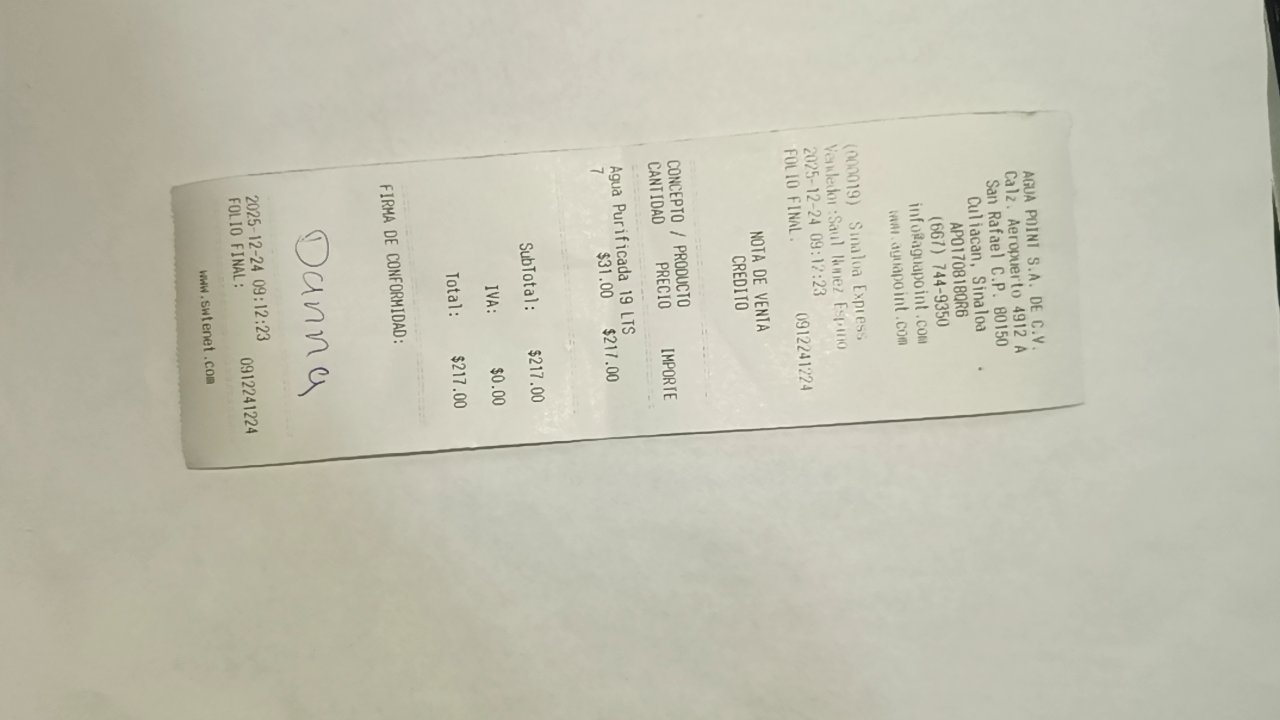 AGUA POINT S.A. DE C.V.
Calz. Aeropuerto 4912 A
San Rafael C.P. 80150
Culiacan, Sinaloa
APO170818QR6
(667) 744-9350
info@aguapoint.com
www.aguapoint.com
(000019) Sinaloa Express
Vendedor:Saul Nunez Espino
2025-12-24 09:12:23
FOLIO FINAL. 0912241224
NOTA DE VENTA
CREDITO
CONCEPTO / PRODUCTO
CANTIDAD PRECIO IMPORTE
Agua Purificada 19 LTS
7 $31.00 $217.00
SubTotal: $217.00
IVA: $0.00
Total: $217.00
FIRMA DE CONFORMIDAD:
Danna
2025-12-24 09:12:23
FOLIO FINAL: 0912241224
www.swtenet.com